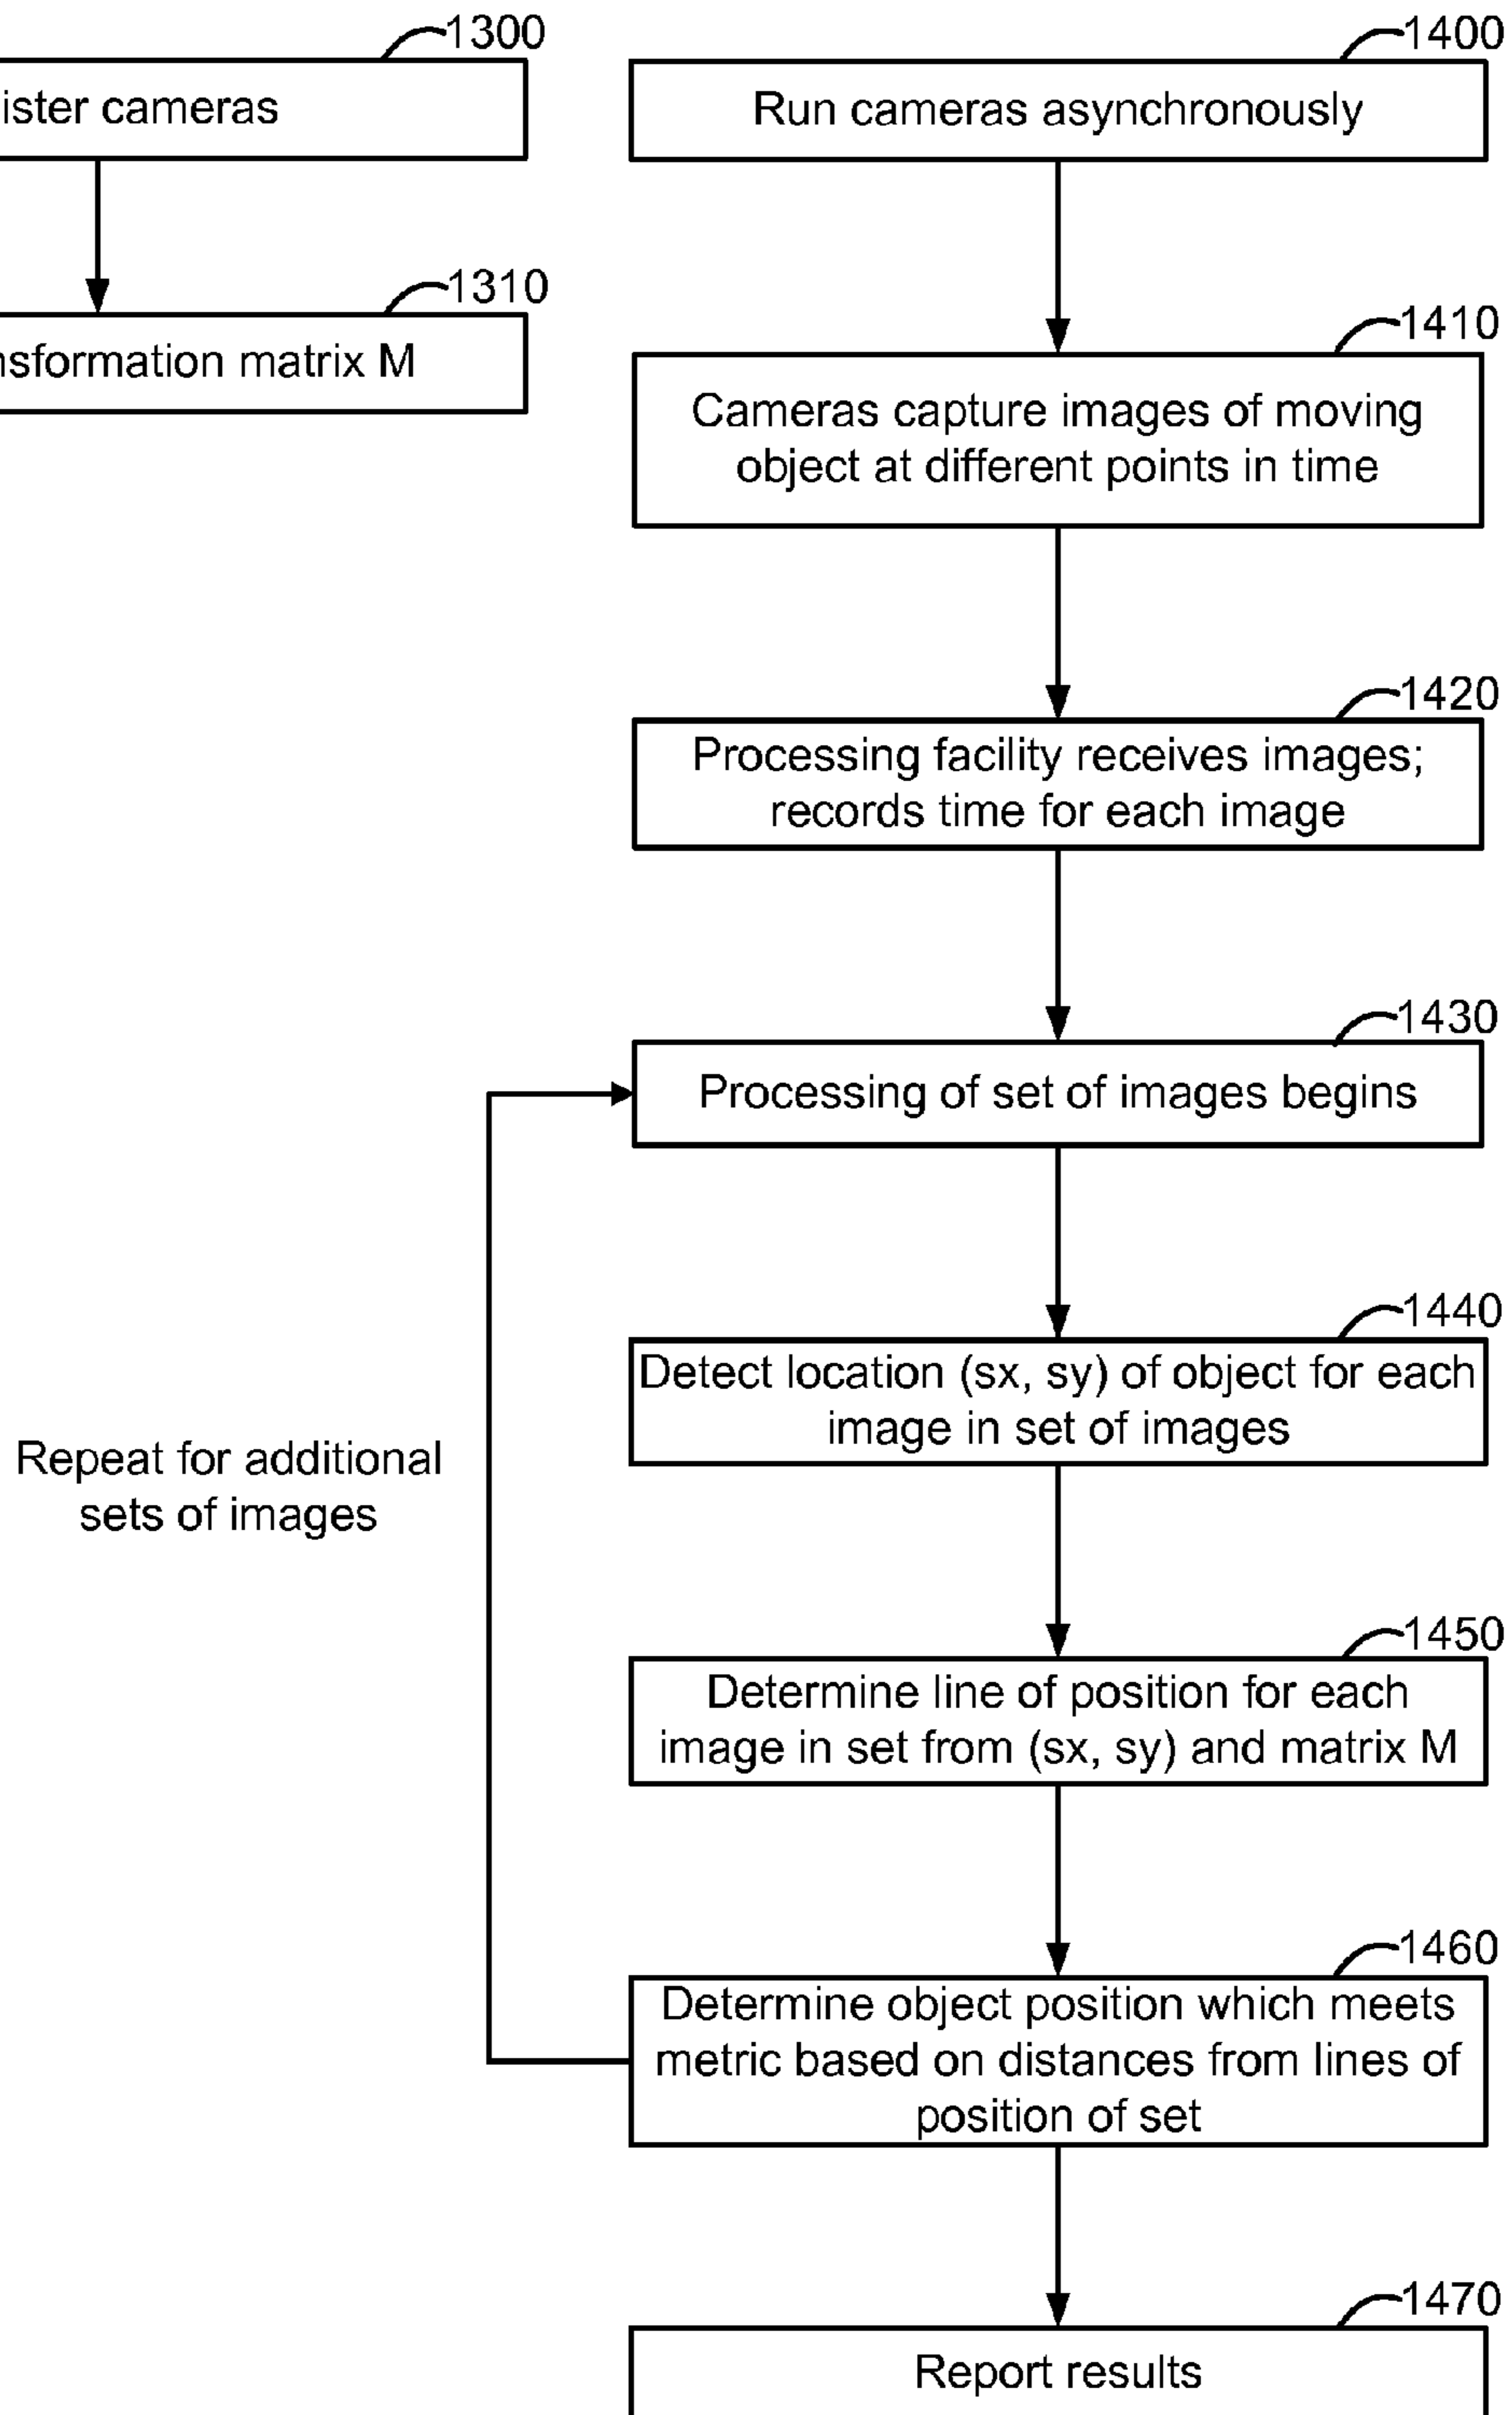 1300
ister cameras
1310
nsformation matrix M
1400
Run cameras asynchronously
1410
Cameras capture images of moving
object at different points in time
1420
Processing facility receives images;
records time for each image
1430
Processing of set of images begins
1440
Detect location (sx, sy) of object for each
image in set of images
Repeat for additional
sets of images
1450
Determine line of position for each
image in set from (sx, sy) and matrix M
1460
Determine object position which meets
metric based on distances from lines of
position of set
1470
Report results